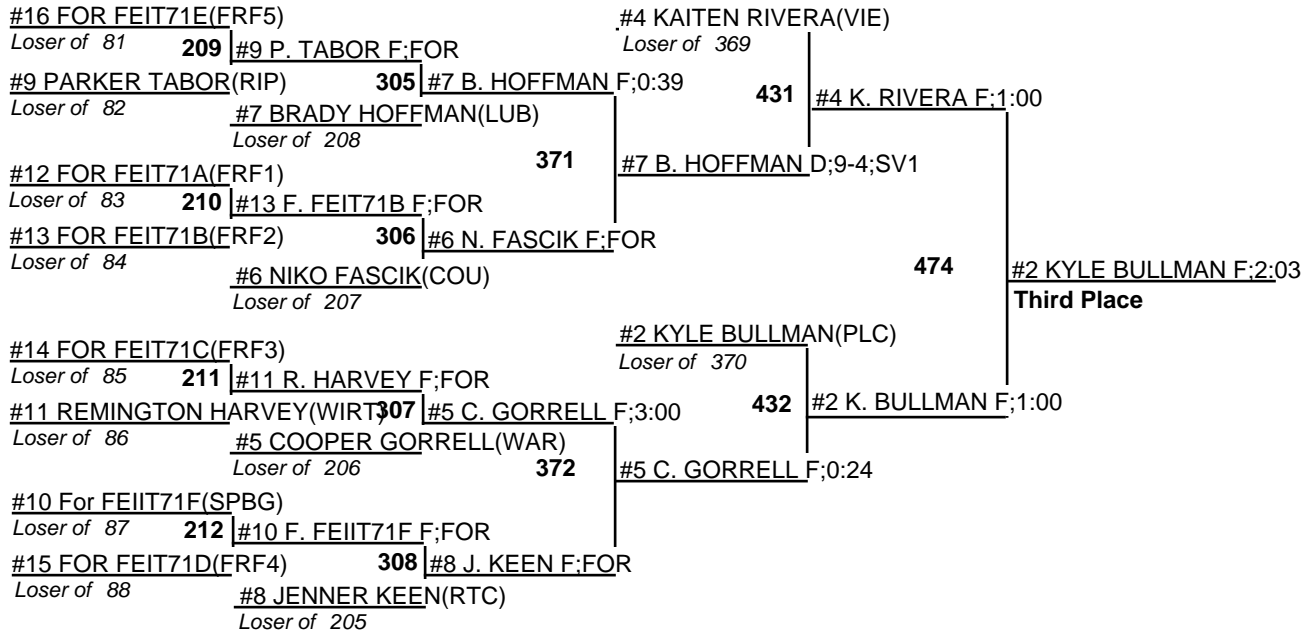 #16 FOR FEIT71E(FRF5)
Loser of 81
209
#9 P. TABOR F;FOR
#9 PARKER TABOR(RIP)
Loser of 82
305
#7 B. HOFFMAN F;0:39
#7 BRADY HOFFMAN(LUB)
Loser of 208
#12 FOR FEIT71A(FRF1)
Loser of 83
210
#13 F. FEIT71B F;FOR
#13 FOR FEIT71B(FRF2)
Loser of 84
306
#6 N. FASCIK F;FOR
#6 NIKO FASCIK(COU)
Loser of 207
371
#7 B. HOFFMAN D;9-4;SV1
#4 KAITEN RIVERA(VIE)
Loser of 369
431
#4 K. RIVERA F;1:00
474
#2 KYLE BULLMAN F;2:03
Third Place
#14 FOR FEIT71C(FRF3)
Loser of 85
211
#11 R. HARVEY F;FOR
#11 REMINGTON HARVEY(WIRT)
Loser of 86
307
#5 C. GORRELL F;3:00
#5 COOPER GORRELL(WAR)
Loser of 206
#10 For FEIIT71F(SPBG)
Loser of 87
212
#10 F. FEIIT71F F;FOR
#15 FOR FEIT71D(FRF4)
Loser of 88
308
#8 J. KEEN F;FOR
#8 JENNER KEEN(RTC)
Loser of 205
372
#5 C. GORRELL F;0:24
#2 KYLE BULLMAN(PLC)
Loser of 370
432
#2 K. BULLMAN F;1:00